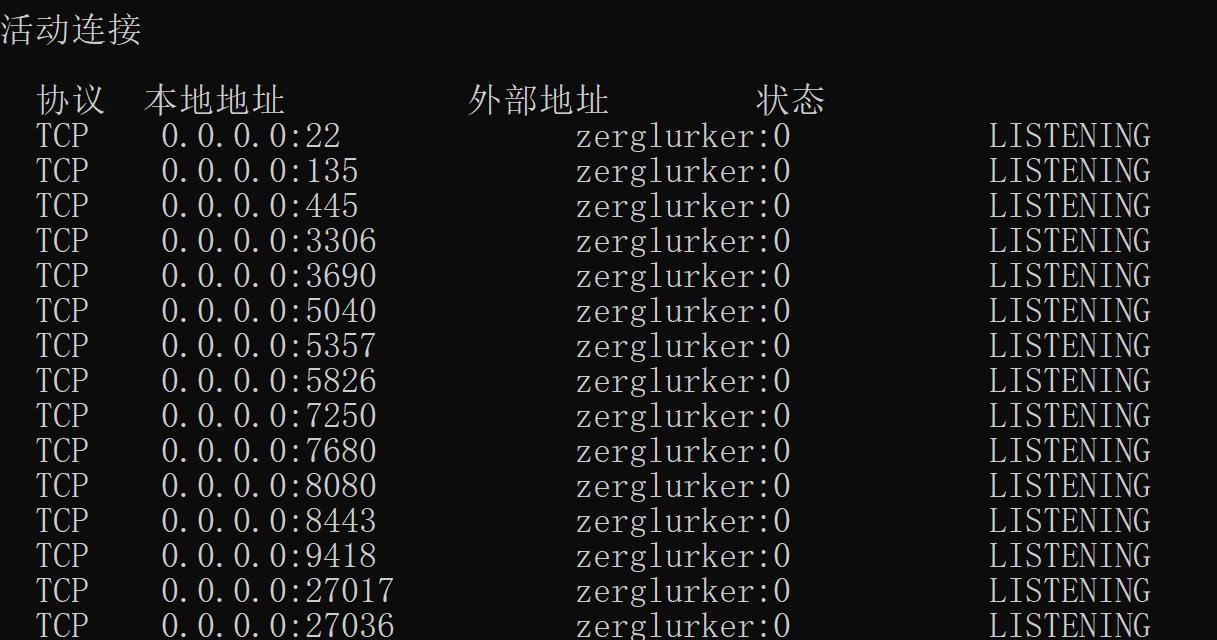 活动连接
协议 本地地址 外部地址 状态
TCP 0.0.0.0:22 zerglurker:0 LISTENING
TCP 0.0.0.0:135 zerglurker:0 LISTENING
TCP 0.0.0.0:445 zerglurker:0 LISTENING
TCP 0.0.0.0:3306 zerglurker:0 LISTENING
TCP 0.0.0.0:3690 zerglurker:0 LISTENING
TCP 0.0.0.0:5040 zerglurker:0 LISTENING
TCP 0.0.0.0:5357 zerglurker:0 LISTENING
TCP 0.0.0.0:5826 zerglurker:0 LISTENING
TCP 0.0.0.0:7250 zerglurker:0 LISTENING
TCP 0.0.0.0:7680 zerglurker:0 LISTENING
TCP 0.0.0.0:8080 zerglurker:0 LISTENING
TCP 0.0.0.0:8443 zerglurker:0 LISTENING
TCP 0.0.0.0:9418 zerglurker:0 LISTENING
TCP 0.0.0.0:27017 zerglurker:0 LISTENING
TCP 0.0.0.0:27036 zerglurker:0 LISTENING